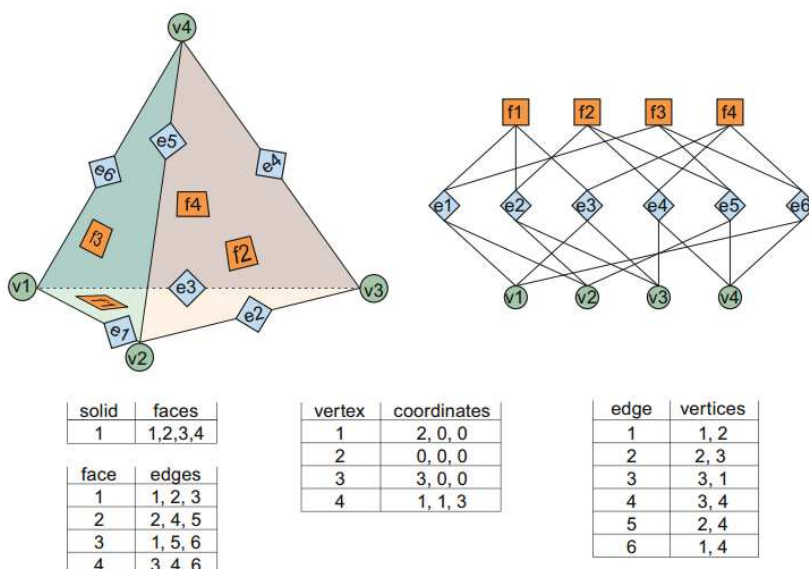 v4
e5
e6
e4
f4
f3
f2
v1
e3
v3
f1
e1
e2
v2
f1 f2 f3 f4
e1 e2 e3 e4 e5 e6
v1 v2 v3 v4
solid faces
1 1,2,3,4
face edges
1 1, 2, 3
2 2, 4, 5
3 1, 5, 6
4 3, 4, 6
vertex coordinates
1 2, 0, 0
2 0, 0, 0
3 3, 0, 0
4 1, 1, 3
edge vertices
1 1, 2
2 2, 3
3 3, 1
4 3, 4
5 2, 4
6 1, 4